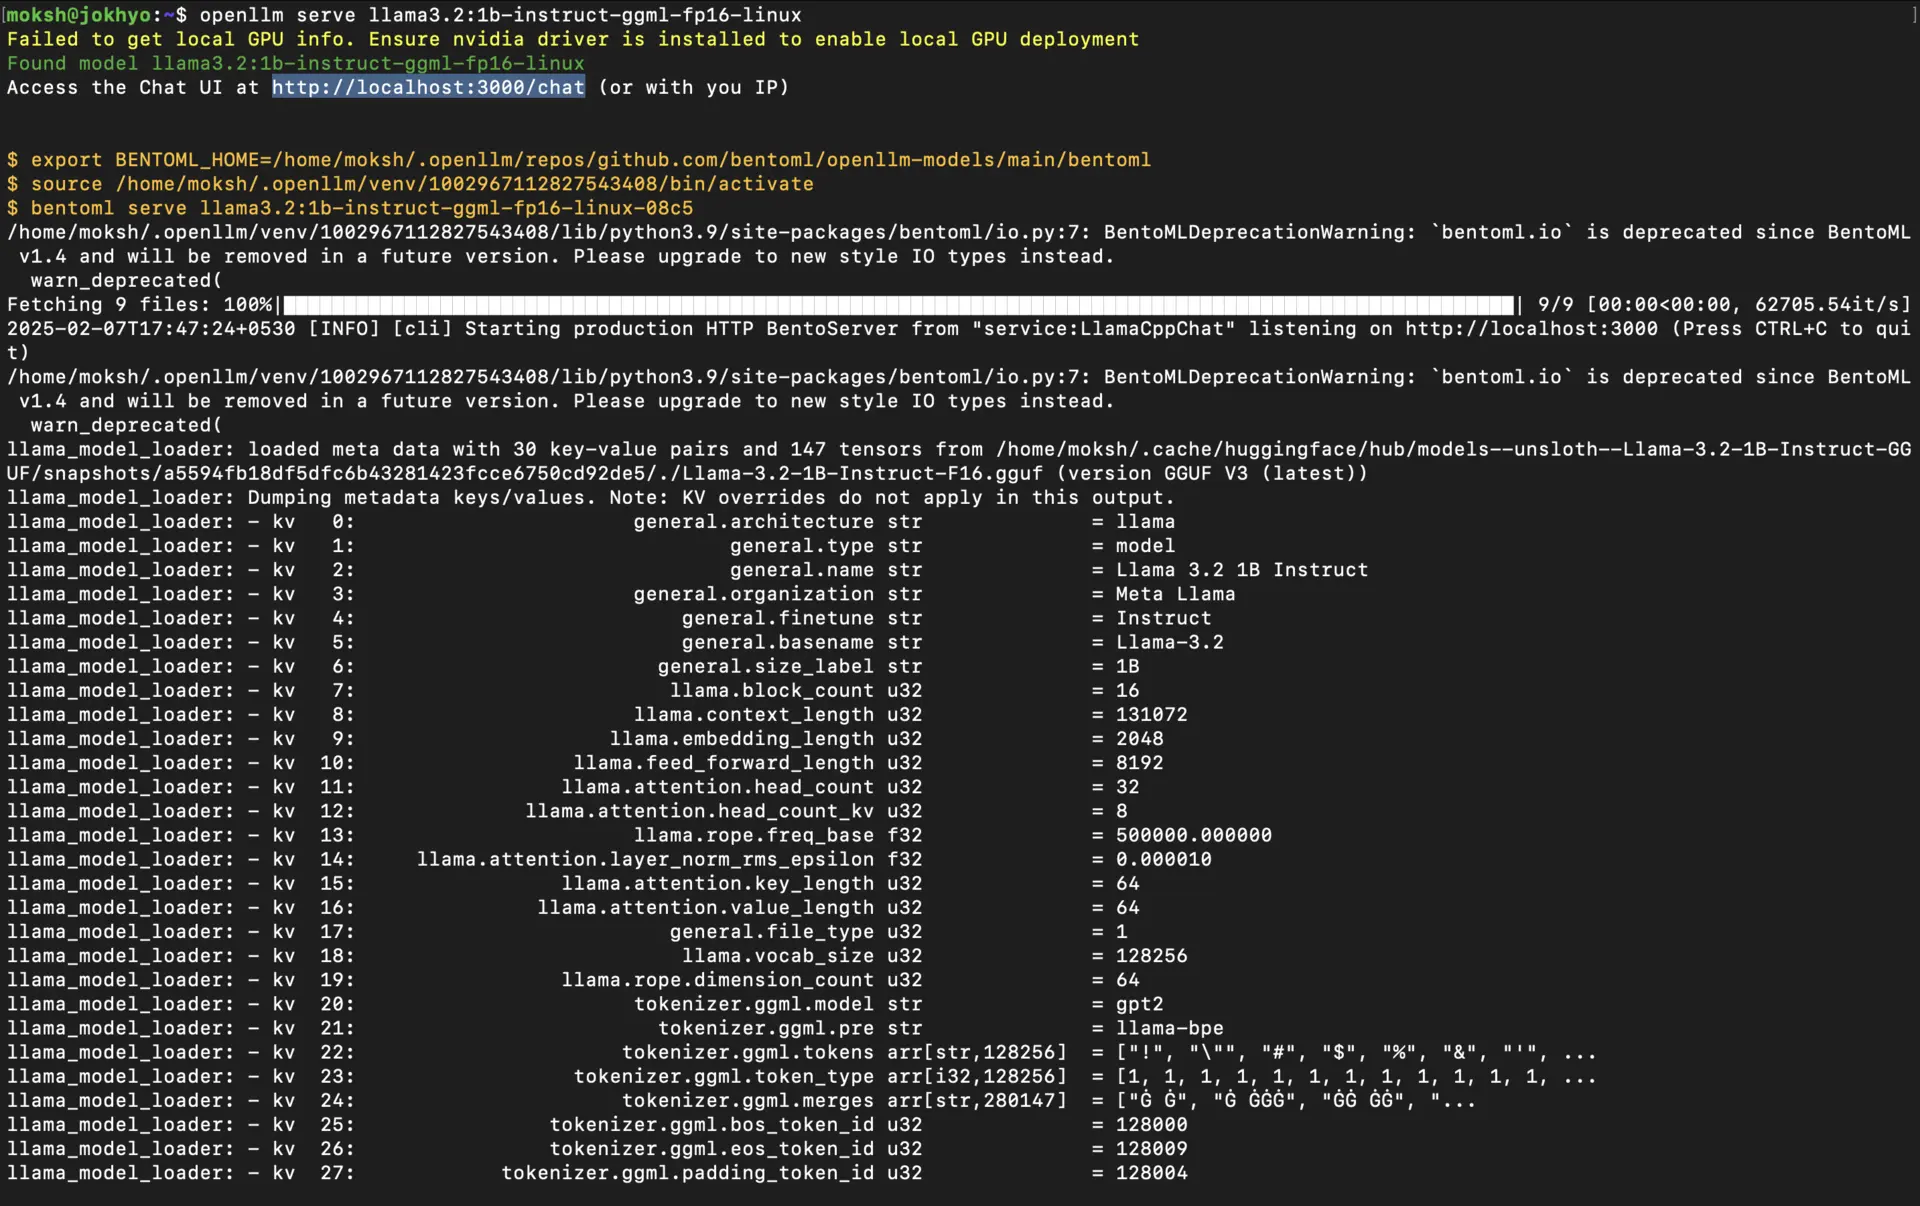 [moksh@jokhyo:~$ openllm serve llama3.2:1b-instruct-ggml-fp16-linux ]
Failed to get local GPU info. Ensure nvidia driver is installed to enable local GPU deployment
Found model llama3.2:1b-instruct-ggml-fp16-linux
Access the Chat UI at http://localhost:3000/chat (or with you IP)
$ export BENTOML_HOME=/home/moksh/.openllm/repos/github.com/bentoml/openllm-models/main/bentoml
$ source /home/moksh/.openllm/venv/1002967112827543408/bin/activate
$ bentoml serve llama3.2:1b-instruct-ggml-fp16-linux-08c5
/home/moksh/.openllm/venv/1002967112827543408/lib/python3.9/site-packages/bentoml/io.py:7: BentoMLDeprecationWarning: `bentoml.io` is deprecated since BentoML
 v1.4 and will be removed in a future version. Please upgrade to new style IO types instead.
  warn_deprecated(
Fetching 9 files: 100%|| 9/9 [00:00<00:00, 62705.54it/s]
2025-02-07T17:47:24+0530 [INFO] [cli] Starting production HTTP BentoServer from "service:LlamaCppChat" listening on http://localhost:3000 (Press CTRL+C to qui
t)
/home/moksh/.openllm/venv/1002967112827543408/lib/python3.9/site-packages/bentoml/io.py:7: BentoMLDeprecationWarning: `bentoml.io` is deprecated since BentoML
 v1.4 and will be removed in a future version. Please upgrade to new style IO types instead.
  warn_deprecated(
llama_model_loader: loaded meta data with 30 key-value pairs and 147 tensors from /home/moksh/.cache/huggingface/hub/models--unsloth--Llama-3.2-1B-Instruct-GG
UF/snapshots/a5594fb18df5dfc6b43281423fcce6750cd92de5/./Llama-3.2-1B-Instruct-F16.gguf (version GGUF V3 (latest))
llama_model_loader: Dumping metadata keys/values. Note: KV overrides do not apply in this output.
llama_model_loader: - kv 0: general.architecture str = llama
llama_model_loader: - kv 1: general.type str = model
llama_model_loader: - kv 2: general.name str = Llama 3.2 1B Instruct
llama_model_loader: - kv 3: general.organization str = Meta Llama
llama_model_loader: - kv 4: general.finetune str = Instruct
llama_model_loader: - kv 5: general.basename str = Llama-3.2
llama_model_loader: - kv 6: general.size_label str = 1B
llama_model_loader: - kv 7: llama.block_count u32 = 16
llama_model_loader: - kv 8: llama.context_length u32 = 131072
llama_model_loader: - kv 9: llama.embedding_length u32 = 2048
llama_model_loader: - kv 10: llama.feed_forward_length u32 = 8192
llama_model_loader: - kv 11: llama.attention.head_count u32 = 32
llama_model_loader: - kv 12: llama.attention.head_count_kv u32 = 8
llama_model_loader: - kv 13: llama.rope.freq_base f32 = 500000.000000
llama_model_loader: - kv 14: llama.attention.layer_norm_rms_epsilon f32 = 0.000010
llama_model_loader: - kv 15: llama.attention.key_length u32 = 64
llama_model_loader: - kv 16: llama.attention.value_length u32 = 64
llama_model_loader: - kv 17: general.file_type u32 = 1
llama_model_loader: - kv 18: llama.vocab_size u32 = 128256
llama_model_loader: - kv 19: llama.rope.dimension_count u32 = 64
llama_model_loader: - kv 20: tokenizer.ggml.model str = gpt2
llama_model_loader: - kv 21: tokenizer.ggml.pre str = llama-bpe
llama_model_loader: - kv 22: tokenizer.ggml.tokens arr[str,128256] = ["!", "\"", "#", "$", "%", "&", "'", ...
llama_model_loader: - kv 23: tokenizer.ggml.token_type arr[i32,128256] = [1, 1, 1, 1, 1, 1, 1, 1, 1, 1, 1, 1, ...
llama_model_loader: - kv 24: tokenizer.ggml.merges arr[str,280147] = ["Ġ Ġ", "Ġ ĠĠĠ", "ĠĠ ĠĠ", "...
llama_model_loader: - kv 25: tokenizer.ggml.bos_token_id u32 = 128000
llama_model_loader: - kv 26: tokenizer.ggml.eos_token_id u32 = 128009
llama_model_loader: - kv 27: tokenizer.ggml.padding_token_id u32 = 128004